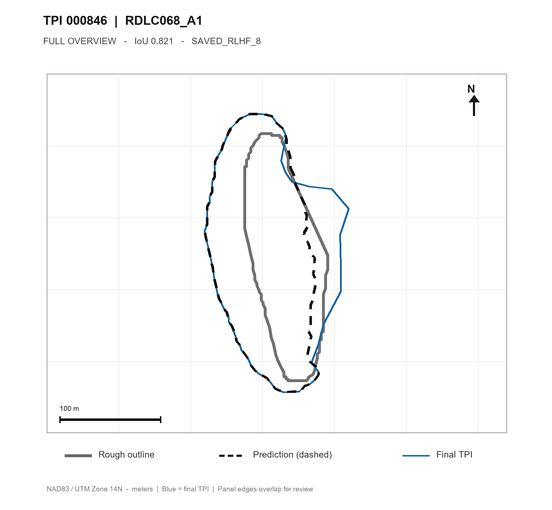 TPI 000846 | RDLC068_A1
FULL OVERVIEW - IoU 0.821 - SAVED_RLHF_8
N
100 m
Rough outline
Prediction (dashed)
Final TPI
NAD83 / UTM Zone 14N - meters | Blue = final TPI | Panel edges overlap for review